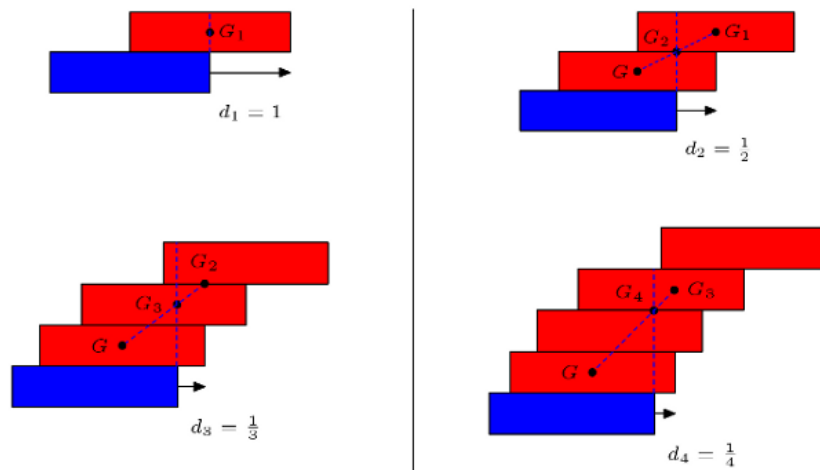 G₁
d₁ = 1
G₂
G₁
G
d₂ = 1/2
G₂
G₃
G
d₃ = 1/3
G₄
G₃
G
d₄ = 1/4